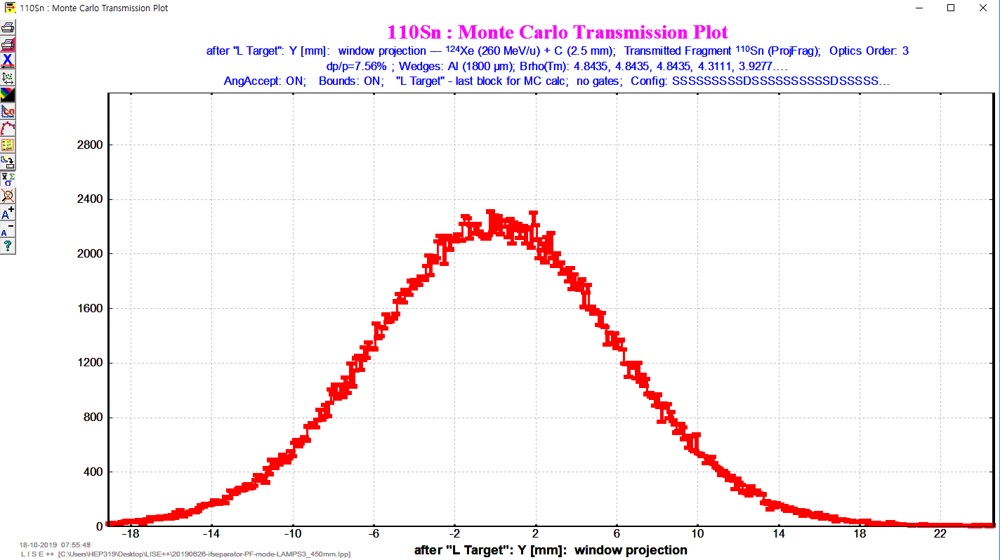 110Sn : Monte Carlo Transmission Plot
110Sn : Monte Carlo Transmission Plot
after "L Target": Y [mm]: window projection --- 124Xe (260 MeV/u) + C (2.5 mm); Transmitted Fragment 110Sn (ProjFrag); Optics Order: 3
dp/p=7.56% ; Wedges: Al (1800 µm); Brho(Tm): 4.8435, 4.8435, 4.8435, 4.3111, 3.9277....
AngAccept: ON; Bounds: ON; "L Target" - last block for MC calc; no gates; Config: SSSSSSSSSDSSSSSSSSSSDSSSSS...
2800
2400
2000
1600
1200
800
400
0
-18 -14 -10 -6 -2 2 6 10 14 18 22
after "L Target": Y [mm]: window projection
18-10-2019 07:55:48
L I S E ++ [C:\Users\HEP319\Desktop\LISE++\20190626-ifseparator-PF-mode-LAMPS3_450mm.lpp]